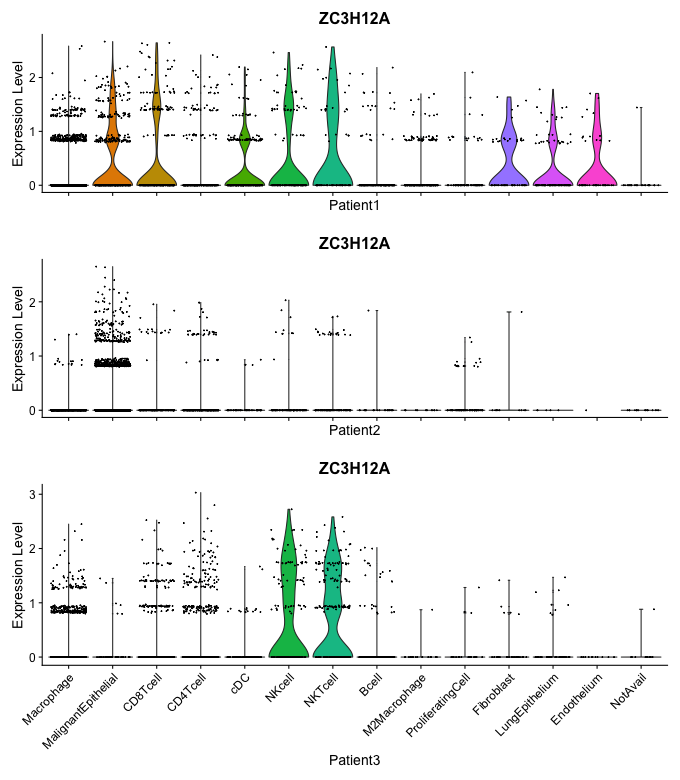 ZC3H12A
Expression Level
2
1
0
Patient1
ZC3H12A
Expression Level
2
1
0
Patient2
ZC3H12A
Expression Level
3
2
1
0
Macrophage
MalignantEpithelial
CD8Tcell
CD4Tcell
cDC
NKcell
NKTcell
Bcell
M2Macrophage
ProliferatingCell
Fibroblast
LungEpithelium
Endothelium
NotAvail
Patient3